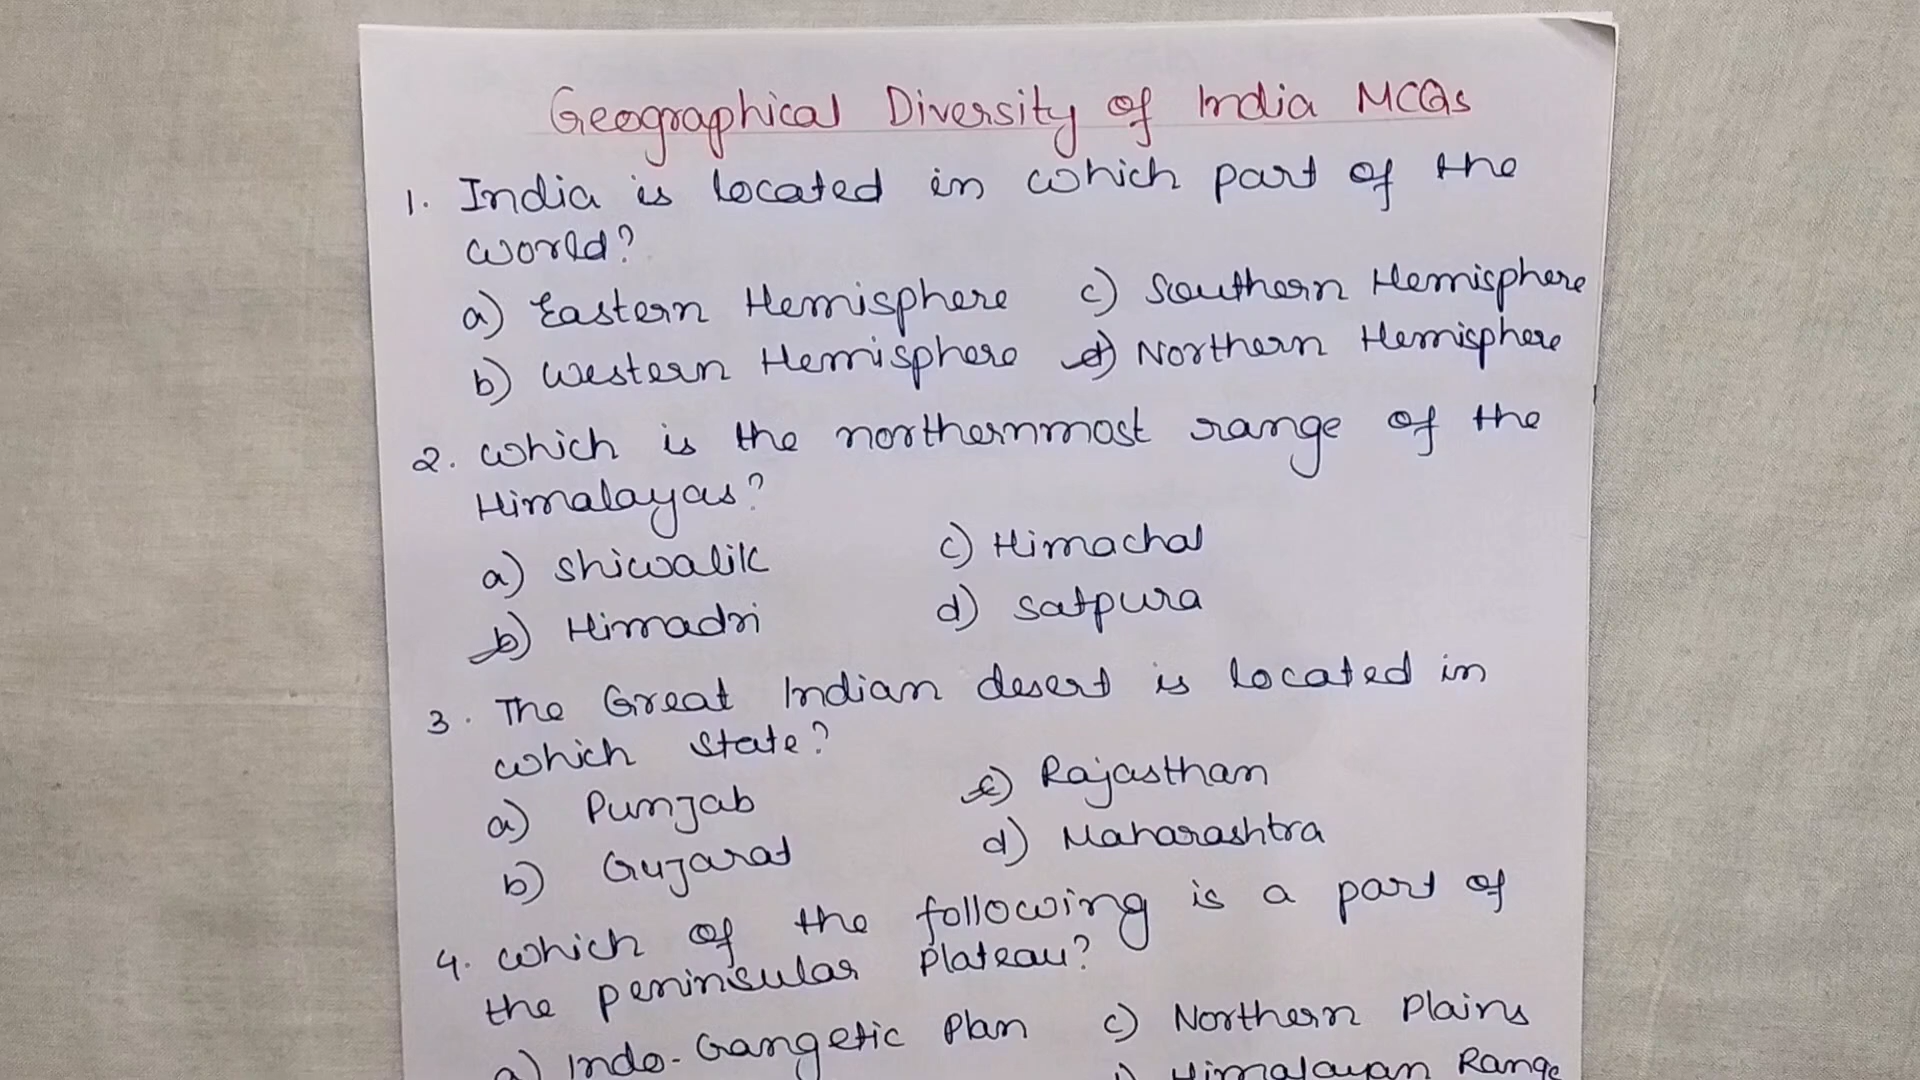 Geographical Diversity of India MCQs
1. India is located in which part of the
world?
a) Eastern Hemisphere c) Southern Hemisphere
b) Western Hemisphere d) Northern Hemisphere
2. Which is the northernmost range of the
Himalayas?
a) Shiwalik c) Himachal
b) Himadri d) Satpura
3. The Great Indian desert is located in
which state?
a) Punjab c) Rajasthan
b) Gujarat d) Maharashtra
4. Which of the following is a part of
the peninsular plateau?
a) Indo-Gangetic Plan c) Northern Plains
d) Himalayan Range